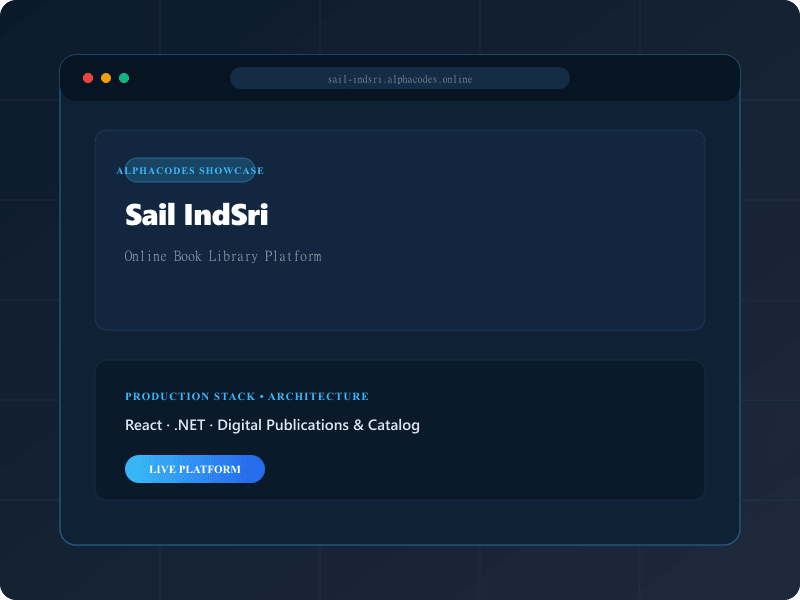 sail-indsri.alphacodes.online
ALPHACODES SHOWCASE
Sail IndSri
Online Book Library Platform
PRODUCTION STACK • ARCHITECTURE
React · .NET · Digital Publications & Catalog
LIVE PLATFORM